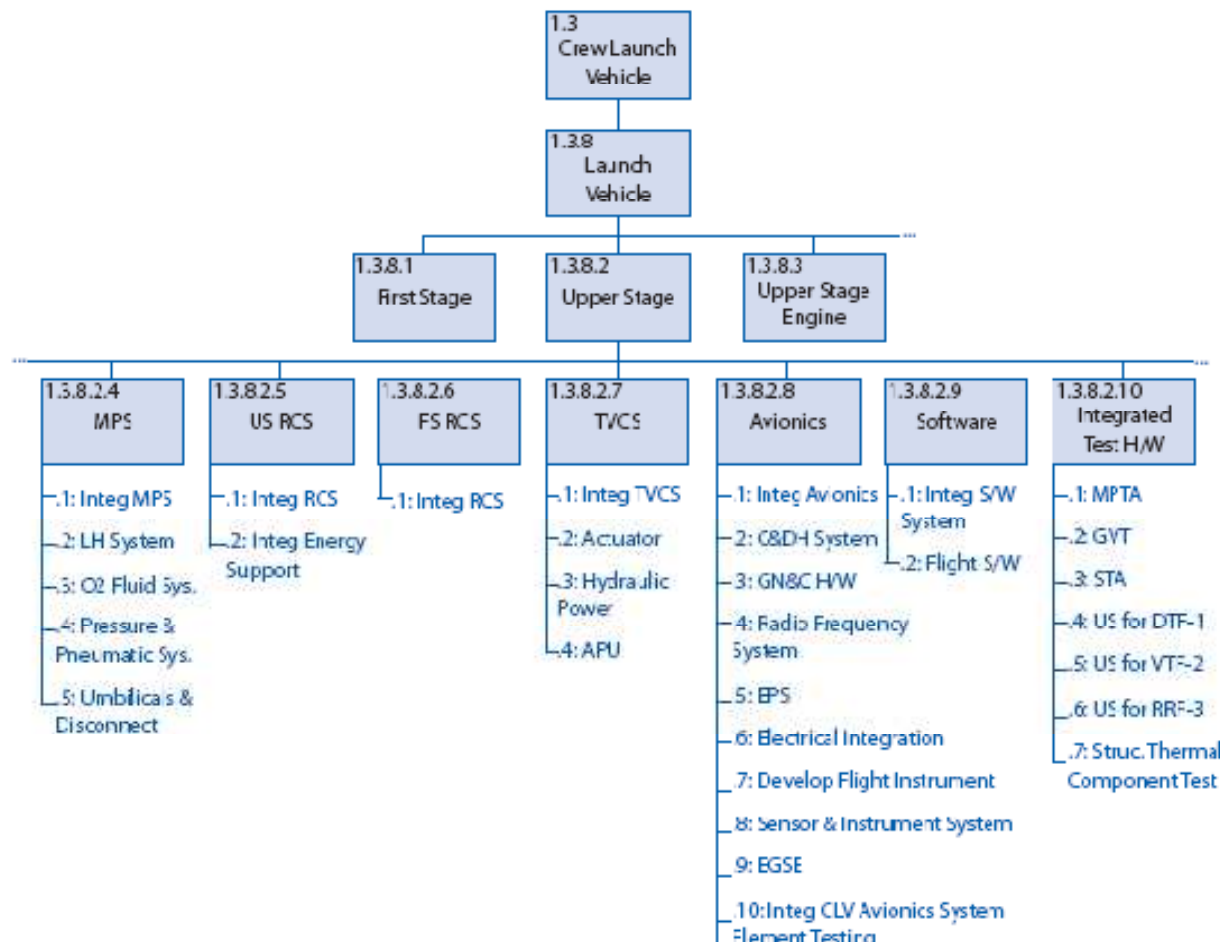 1.3
Crew Launch
Vehicle
1.3.8
Launch
Vehicle
...
1.3.8.1
First Stage
1.3.8.2
Upper Stage
1.3.8.3
Upper Stage
Engine
...
...
1.3.8.2.4
MPS
.1: Integ MPS
.2: LH System
.3: O2 Fluid Sys.
.4: Pressure &
Pneumatic Sys.
.5: Umbilicals &
Disconnect
1.3.8.2.5
US RCS
.1: Integ RCS
.2: Integ Energy
Support
1.3.8.2.6
FS RCS
.1: Integ RCS
1.3.8.2.7
TVCS
.1: Integ TVCS
.2: Actuator
.3: Hydraulic
Power
.4: APU
1.3.8.2.8
Avionics
.1: Integ Avionics
.2: C&DH System
.3: GN&C H/W
.4: Radio Frequency
System
.5: EPS
.6: Electrical Integration
.7: Develop Flight Instrument
.8: Sensor & Instrument System
.9: EGSE
.10: Integ CLV Avionics System
Element Testing
1.3.8.2.9
Software
.1: Integ S/W
System
.2: Flight S/W
1.3.8.2.10
Integrated
Test H/W
.1: MPTA
.2: GVT
.3: STA
.4: US for DTF-1
.5: US for VTF-2
.6: US for RRF-3
.7: Struc. Thermal
Component Test